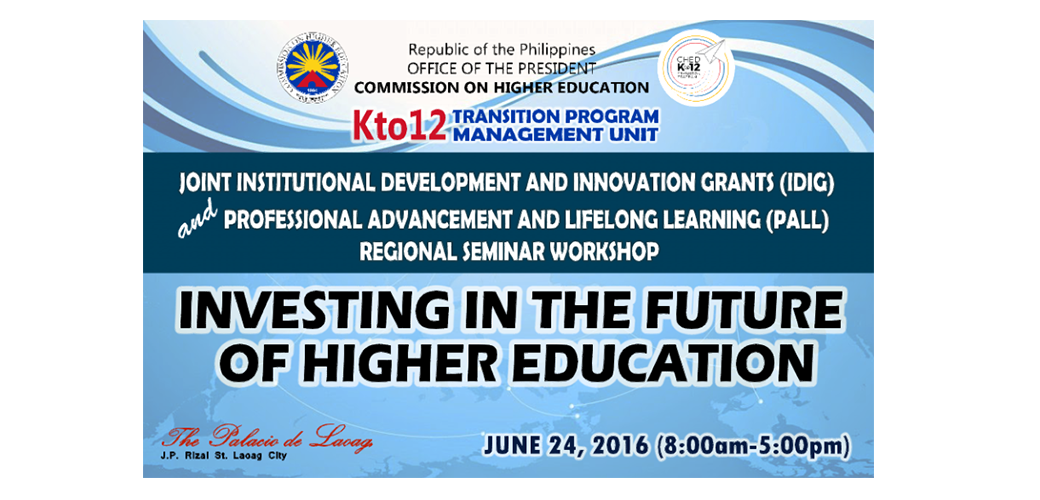 Republic of the Philippines
OFFICE OF THE PRESIDENT
COMMISSION ON HIGHER EDUCATION
CHED
K-12
Kto12 TRANSITION PROGRAM
MANAGEMENT UNIT
JOINT INSTITUTIONAL DEVELOPMENT AND INNOVATION GRANTS (IDIG)
and PROFESSIONAL ADVANCEMENT AND LIFELONG LEARNING (PALL)
REGIONAL SEMINAR WORKSHOP
INVESTING IN THE FUTURE
OF HIGHER EDUCATION
The Palacio de Laoag
J.P. Rizal St. Laoag City
JUNE 24, 2016 (8:00am-5:00pm)